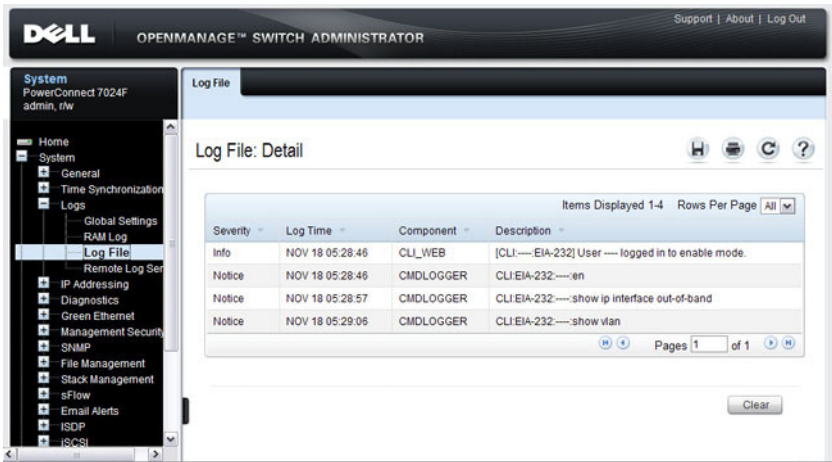 Support | About | Log Out
DELL
OPENMANAGE™ SWITCH ADMINISTRATOR
System
PowerConnect 7024F
admin, r/w
Log File
Home
System
General
Time Synchronization
Logs
Global Settings
RAM Log
Log File
Remote Log Ser
IP Addressing
Diagnostics
Green Ethernet
Management Security
SNMP
File Management
Stack Management
sFlow
Email Alerts
ISDP
iSCSI
Log File: Detail
Items Displayed 1-4 Rows Per Page All
Severity Log Time Component Description
Info NOV 18 05:28:46 CLI_WEB [CLI:----:EIA-232] User ---- logged in to enable mode.
Notice NOV 18 05:28:46 CMDLOGGER CLI:EIA-232:----:en
Notice NOV 18 05:28:57 CMDLOGGER CLI:EIA-232:----:show ip interface out-of-band
Notice NOV 18 05:29:06 CMDLOGGER CLI:EIA-232:----:show vlan
Pages 1 of 1
Clear